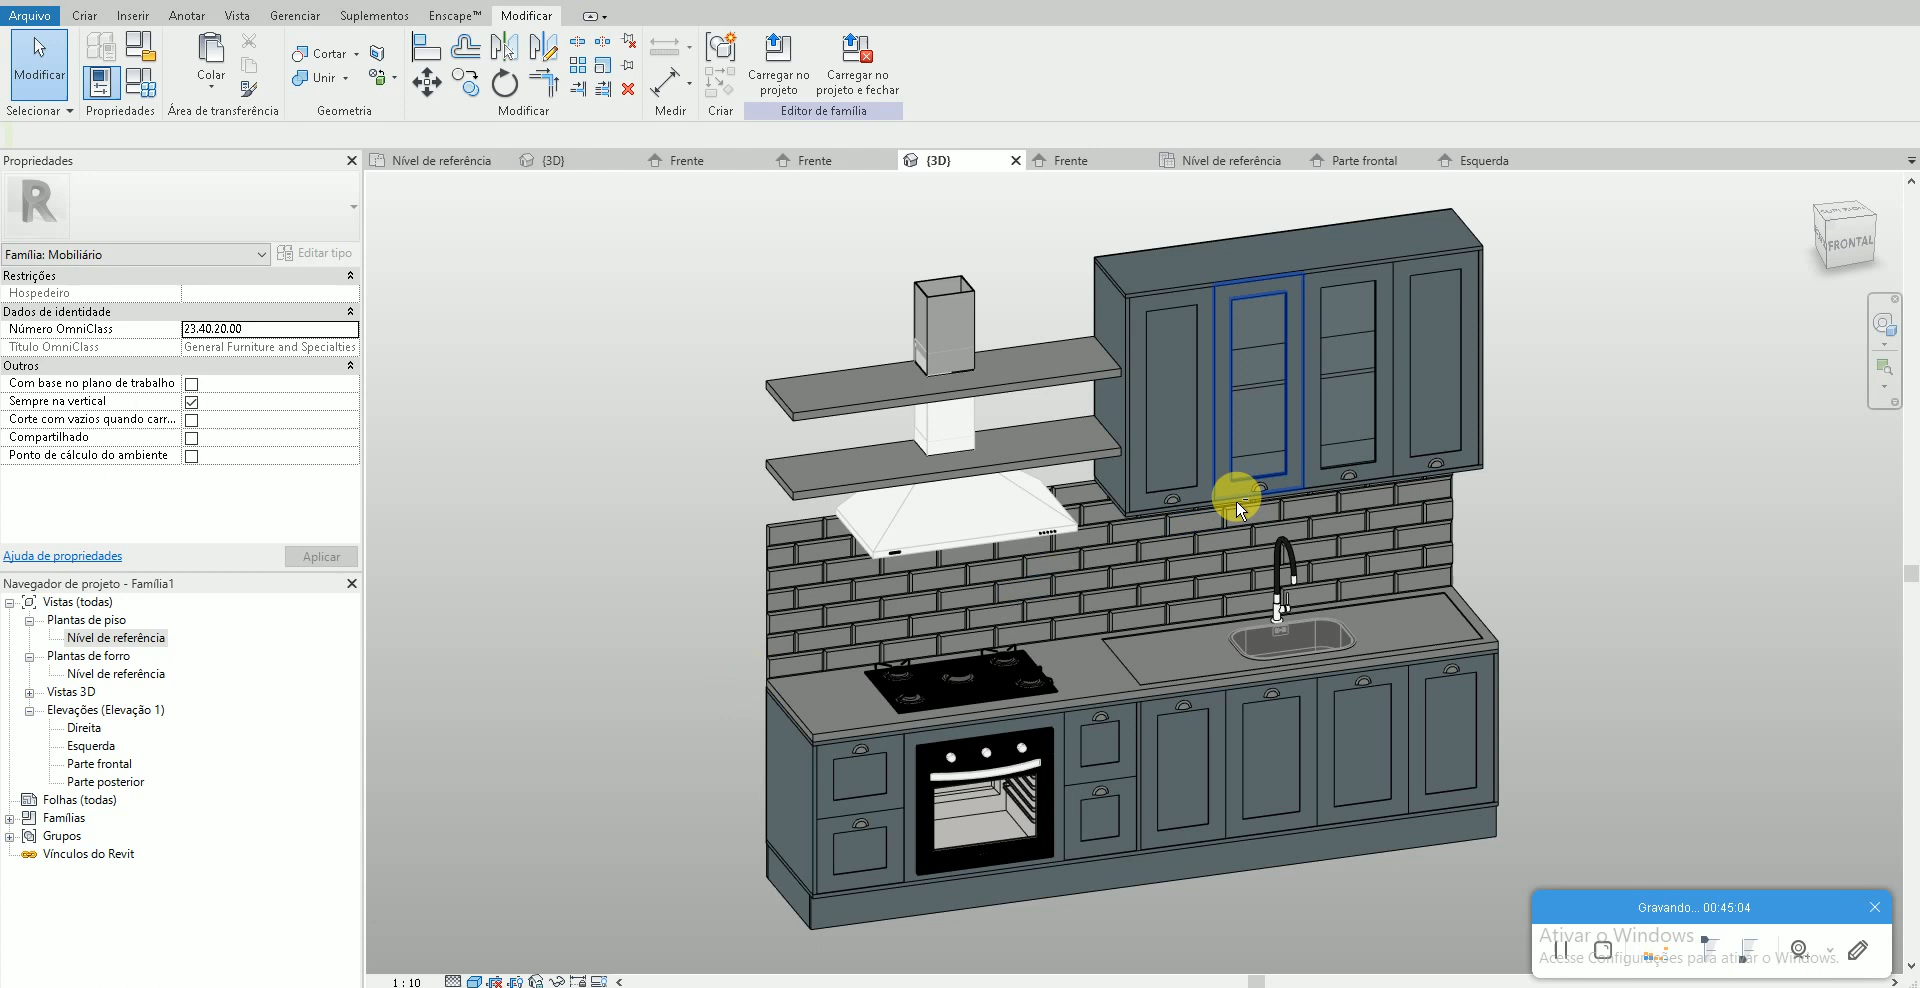 Arquivo Criar Inserir Anotar Vista Gerenciar Suplementos Enscape™ Modificar
Modificar
Selecionar
Propriedades
Colar
Área de transferência
Cortar
Unir
Geometria
Modificar
Medir
Criar
Carregar no projeto
Carregar no projeto e fechar
Editor de família
Propriedades
Nível de referência {3D} Frente Frente {3D} Frente Nível de referência Parte frontal Esquerda
R
Família: Mobiliário
Editar tipo
Restrições
Hospedeiro
Dados de identidade
Número OmniClass 23.40.20.00
Título OmniClass General Furniture and Specialties
Outros
Com base no plano de trabalho
Sempre na vertical
Corte com vazios quando carr...
Compartilhado
Ponto de cálculo do ambiente
Ajuda de propriedades
Aplicar
Navegador de projeto - Família1
Vistas (todas)
Plantas de piso
Nível de referência
Plantas de forro
Nível de referência
Vistas 3D
Elevações (Elevação 1)
Direita
Esquerda
Parte frontal
Parte posterior
Folhas (todas)
Famílias
Grupos
Vínculos do Revit
FRONTAL
Gravando... 00:45:04
Ativar o Windows
Acesse Configurações para ativar o Windows.
1 : 10